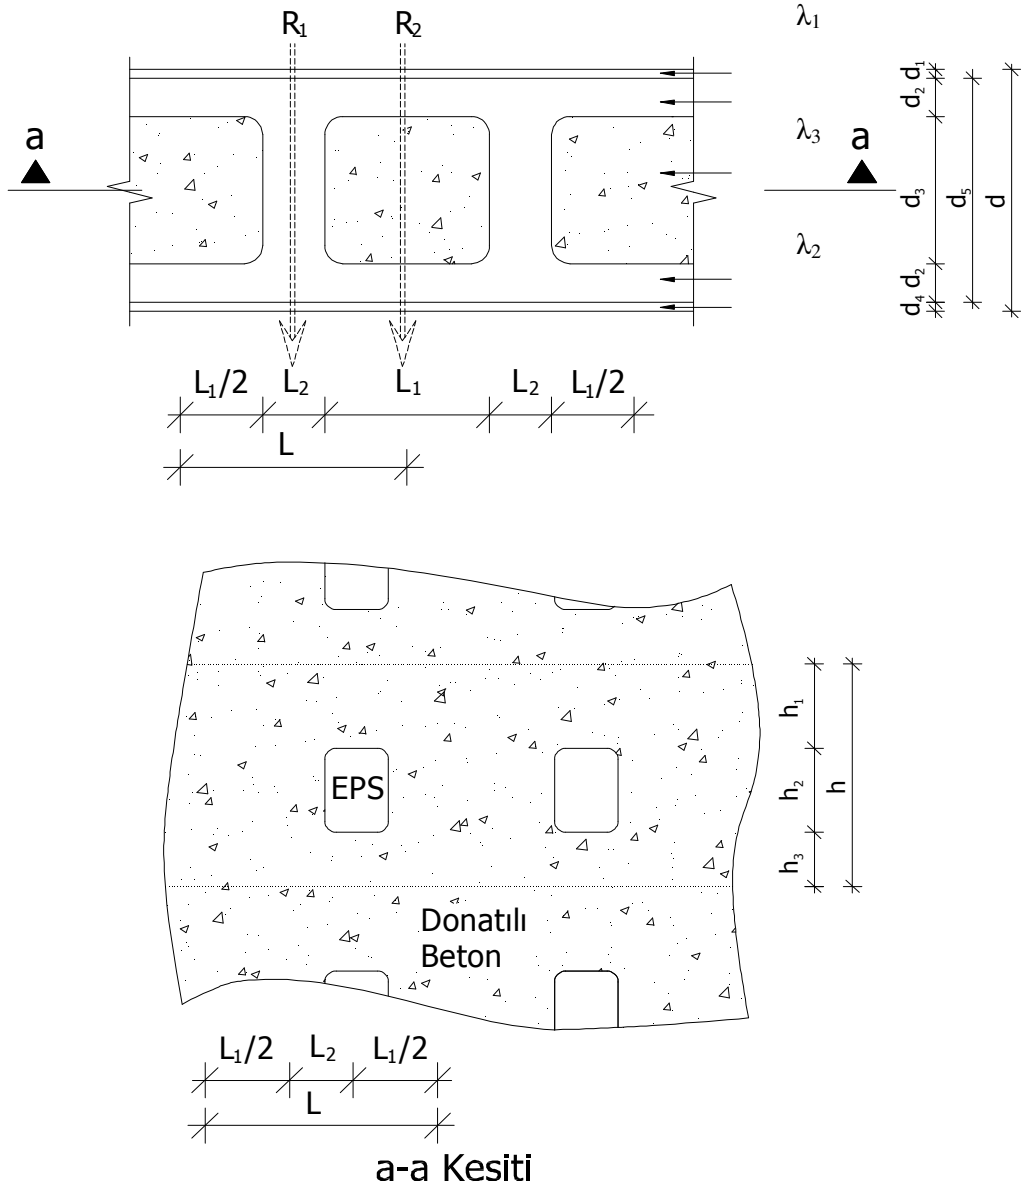 R₁ R₂ λ₁
d₁
d₂
a λ₃ a
d₃ d₅ d
λ₂
d₂
d₄
L₁/2 L₂ L₁ L₂ L₁/2
L
h₁
EPS h₂ h
h₃
Donatılı
Beton
L₁/2 L₂ L₁/2
L
a-a Kesiti